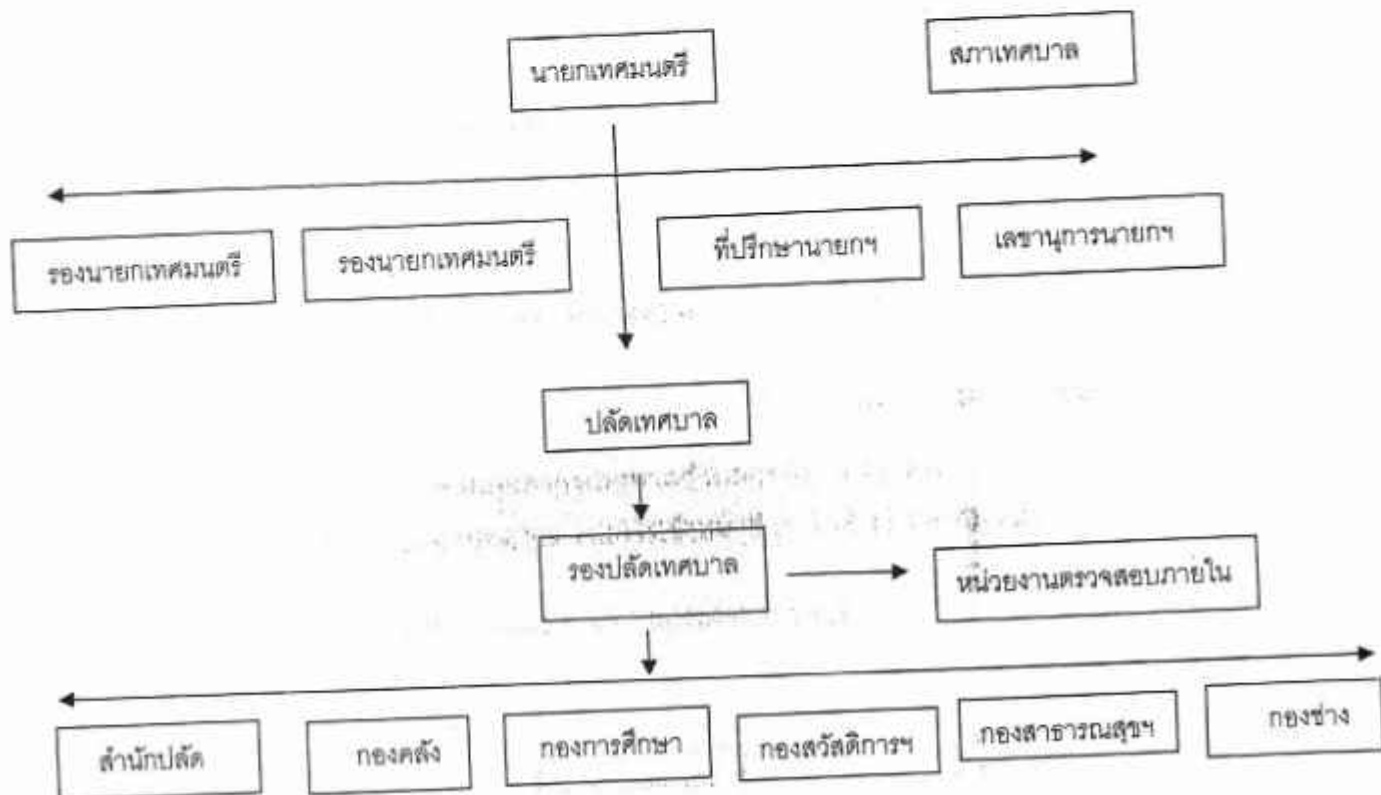 นายกเทศมนตรี
สภาเทศบาล
รองนายกเทศมนตรี
รองนายกเทศมนตรี
ที่ปรึกษานายกฯ
เลขานุการนายกฯ
ปลัดเทศบาล
รองปลัดเทศบาล
หน่วยงานตรวจสอบภายใน
สำนักปลัด
กองคลัง
กองการศึกษา
กองสวัสดิการฯ
กองสาธารณสุขฯ
กองช่าง